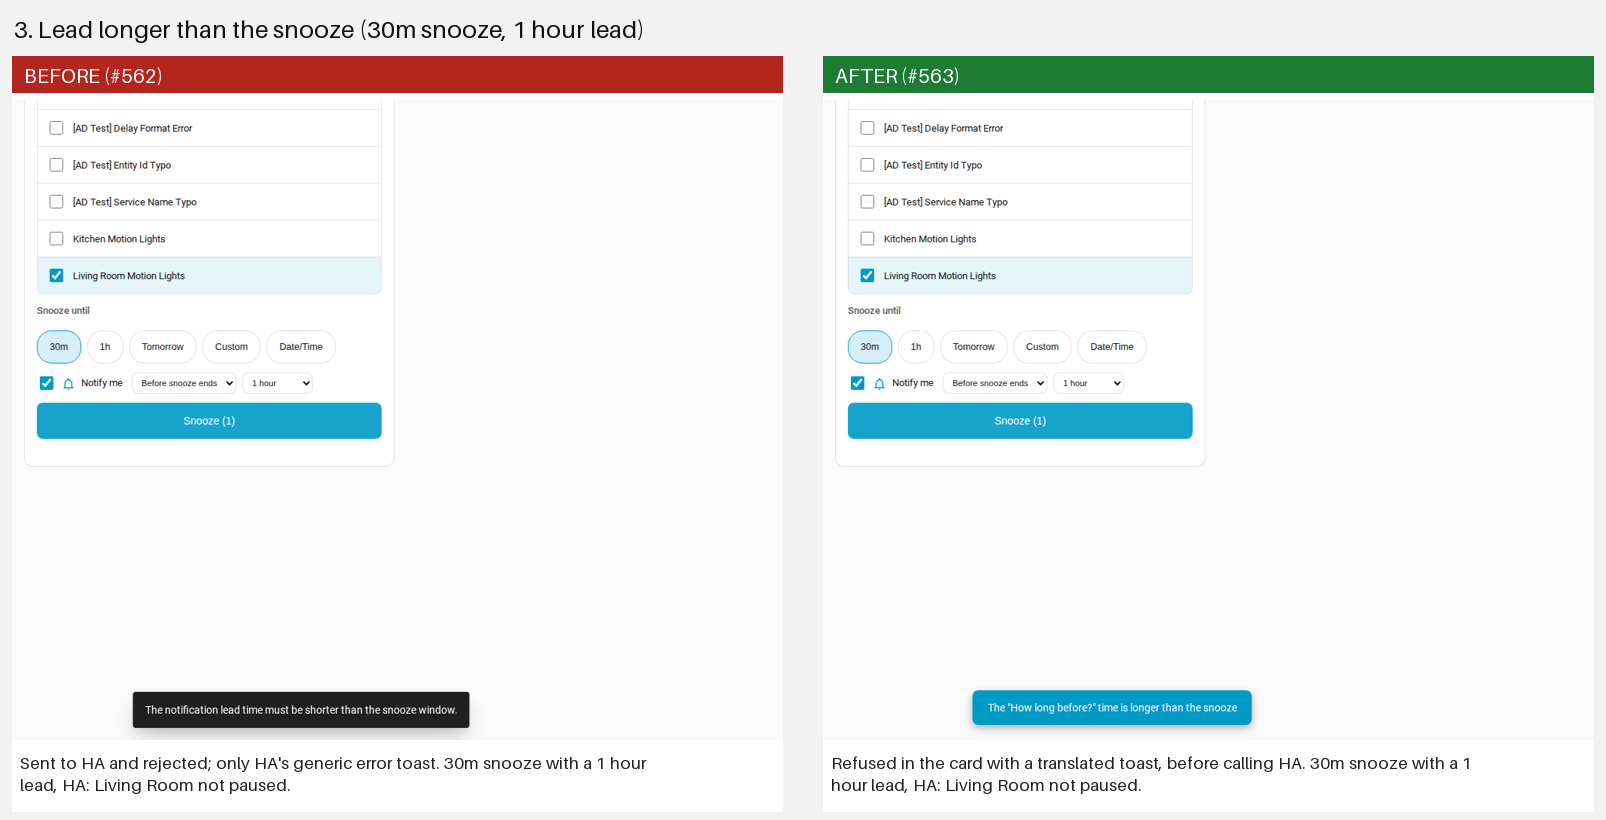 3. Lead longer than the snooze (30m snooze, 1 hour lead)
BEFORE (#562)
[AD Test] Delay Format Error
[AD Test] Entity Id Typo
[AD Test] Service Name Typo
Kitchen Motion Lights
Living Room Motion Lights
Snooze until
30m 1h Tomorrow Custom Date/Time
Notify me Before snooze ends 1 hour
Snooze (1)
The notification lead time must be shorter than the snooze window.
Sent to HA and rejected; only HA's generic error toast. 30m snooze with a 1 hour
lead, HA: Living Room not paused.
AFTER (#563)
[AD Test] Delay Format Error
[AD Test] Entity Id Typo
[AD Test] Service Name Typo
Kitchen Motion Lights
Living Room Motion Lights
Snooze until
30m 1h Tomorrow Custom Date/Time
Notify me Before snooze ends 1 hour
Snooze (1)
The "How long before?" time is longer than the snooze
Refused in the card with a translated toast, before calling HA. 30m snooze with a 1
hour lead, HA: Living Room not paused.